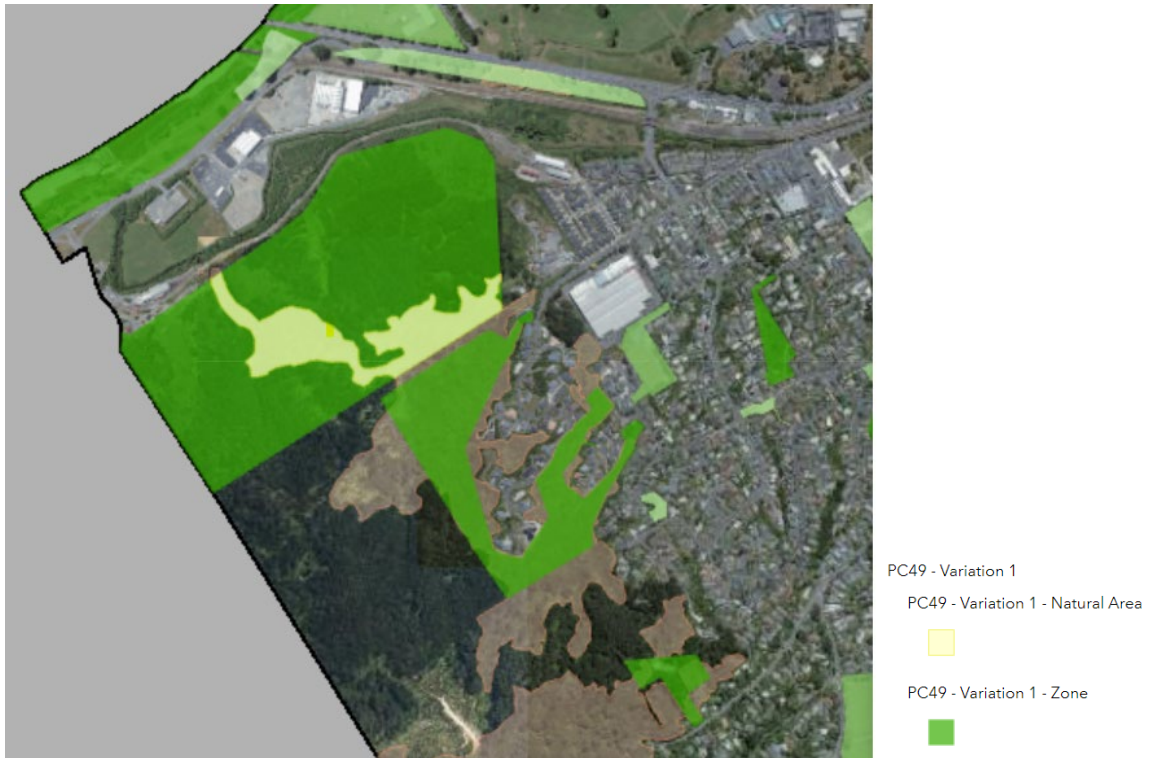 PC49 - Variation 1
PC49 - Variation 1 - Natural Area
PC49 - Variation 1 - Zone